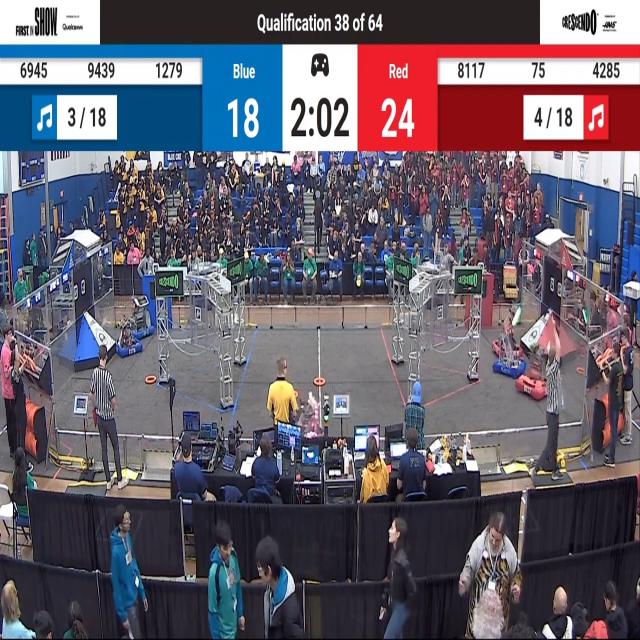 FIRST IN SHOW Qualcomm
Qualification 38 of 64
CRESCENDO HAAS
6945 9439 1279 Blue Red 8117 75 4285
3 / 18 18 2:02 24 4 / 18